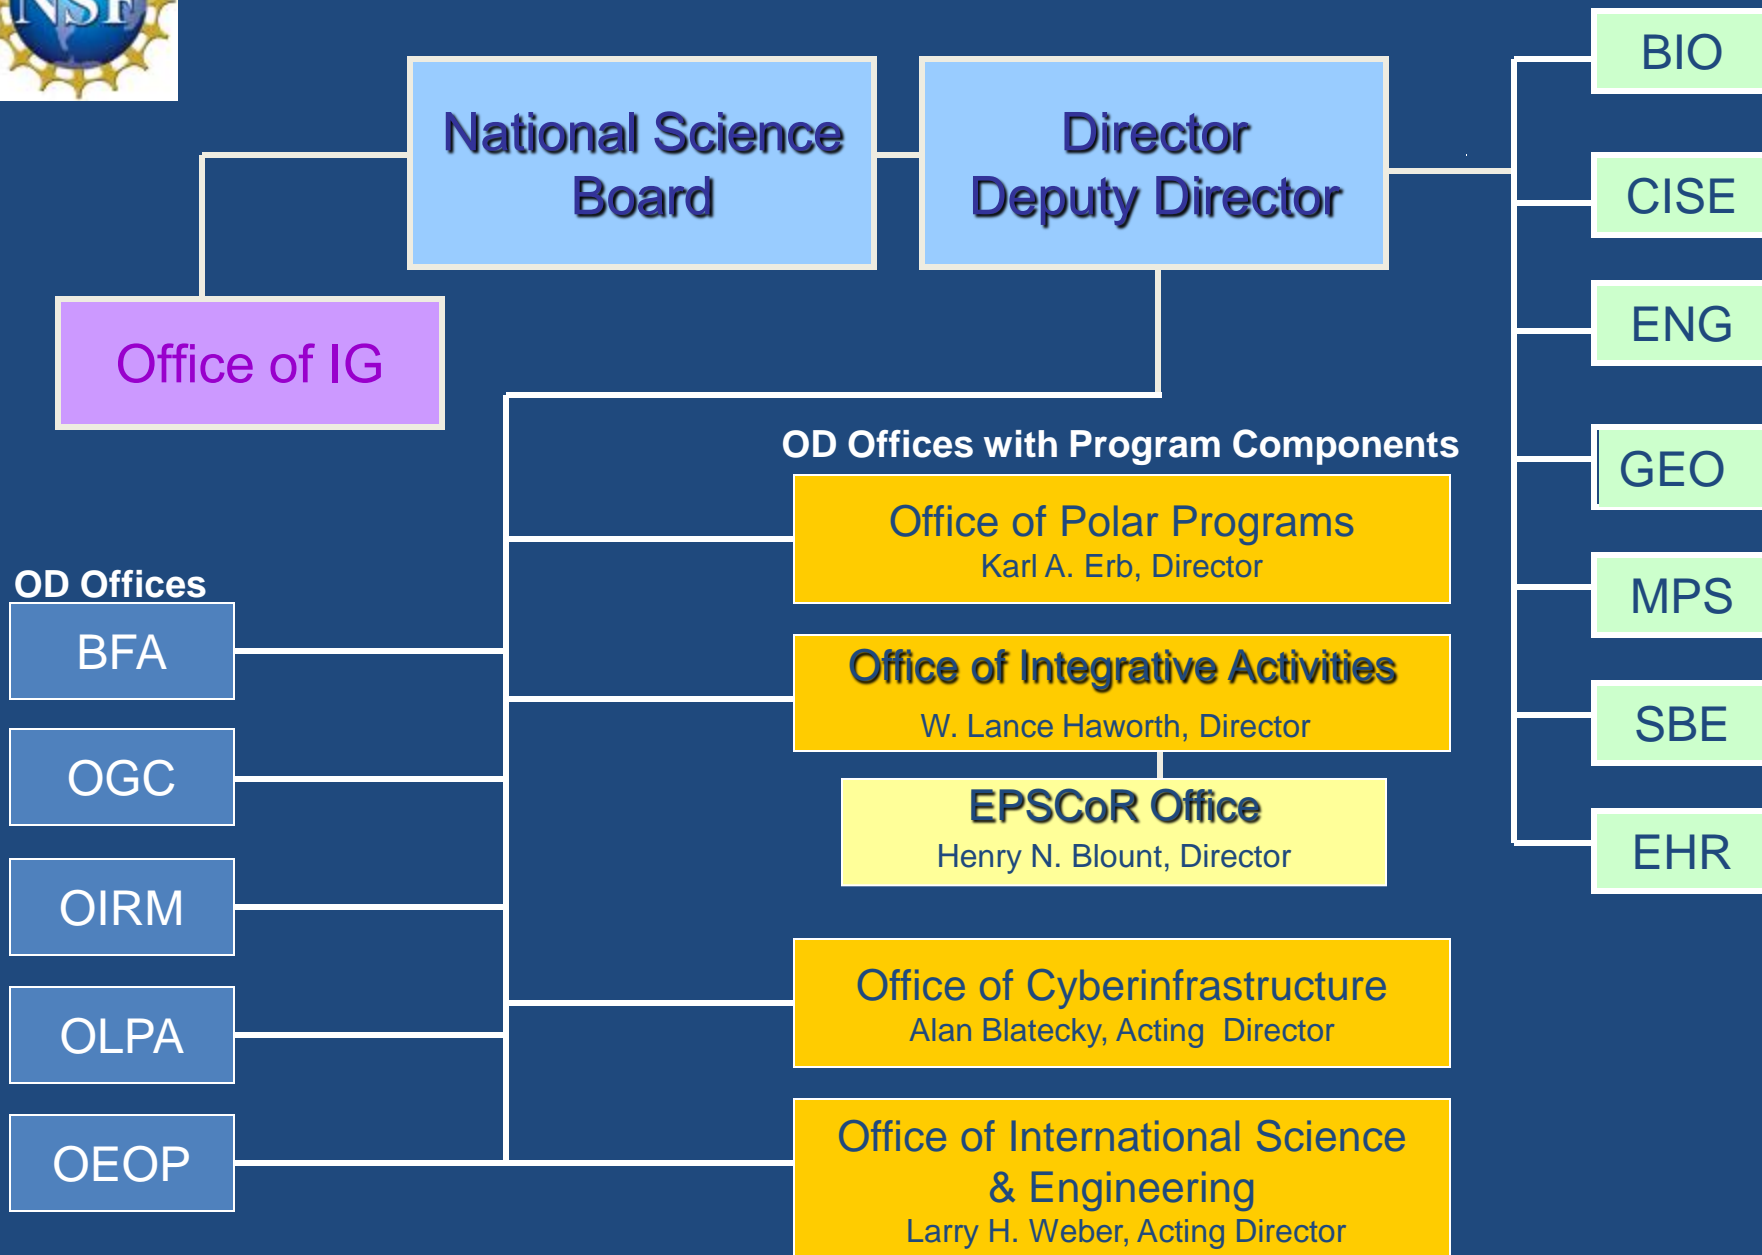 NSF
National Science
Board
Director
Deputy Director
Office of IG
BIO
CISE
ENG
GEO
MPS
SBE
EHR
OD Offices with Program Components
Office of Polar Programs
Karl A. Erb, Director
Office of Integrative Activities
W. Lance Haworth, Director
EPSCoR Office
Henry N. Blount, Director
Office of Cyberinfrastructure
Alan Blatecky, Acting Director
Office of International Science
& Engineering
Larry H. Weber, Acting Director
OD Offices
BFA
OGC
OIRM
OLPA
OEOP